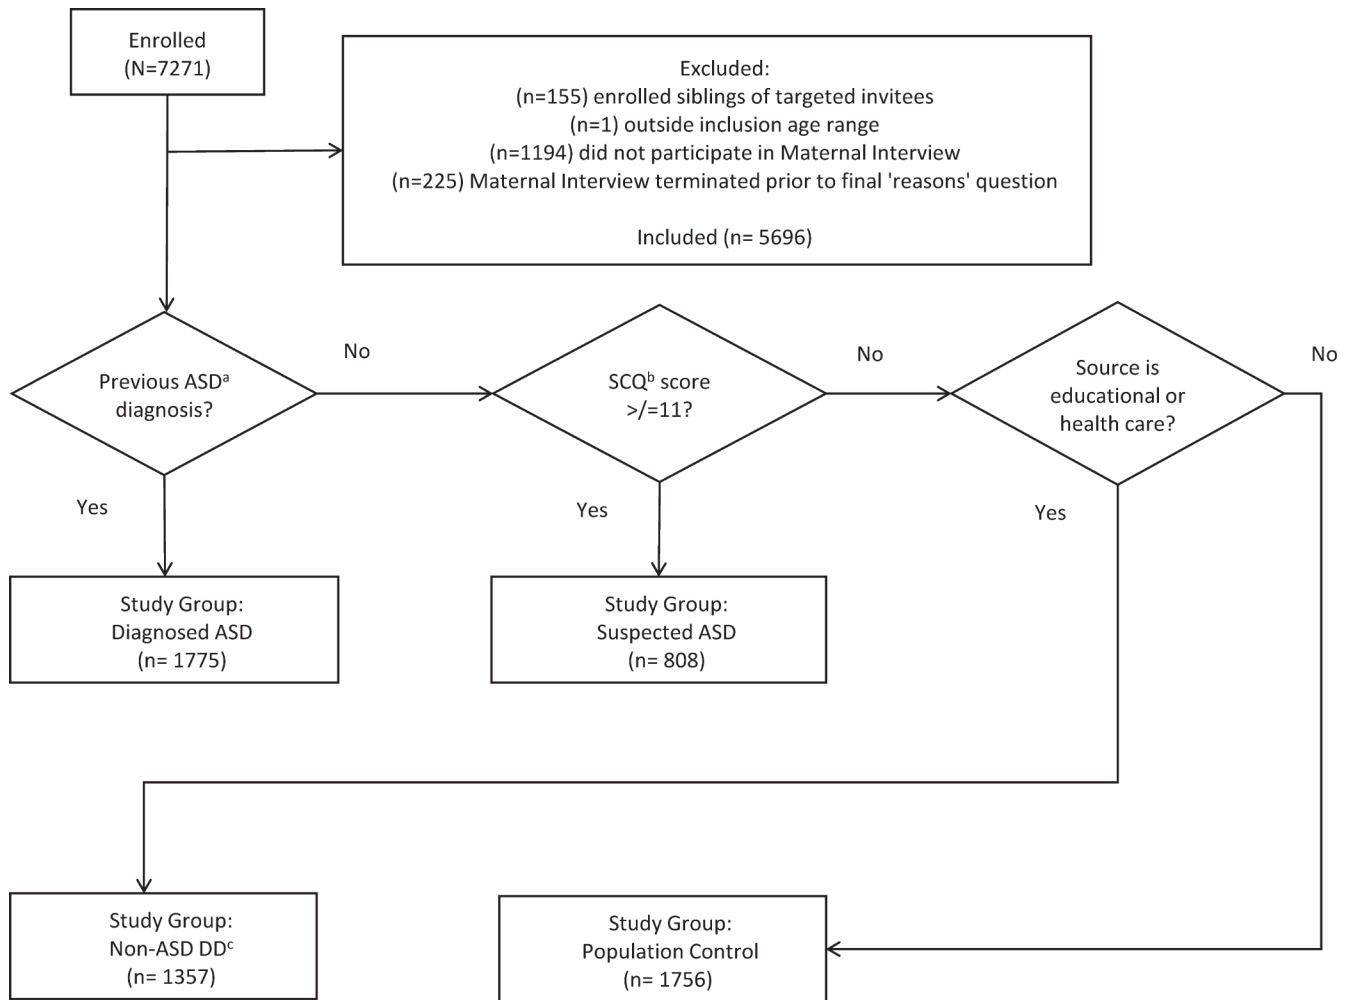 Enrolled
(N=7271)
Excluded:
(n=155) enrolled siblings of targeted invitees
(n=1) outside inclusion age range
(n=1194) did not participate in Maternal Interview
(n=225) Maternal Interview terminated prior to final 'reasons' question
Included (n= 5696)
Previous ASDᵃ
diagnosis?
No
SCQᵇ score
>/=11?
No
Source is
educational or
health care?
No
Yes
Yes
Yes
Study Group:
Diagnosed ASD
(n= 1775)
Study Group:
Suspected ASD
(n= 808)
Study Group:
Non-ASD DDᶜ
(n= 1357)
Study Group:
Population Control
(n= 1756)